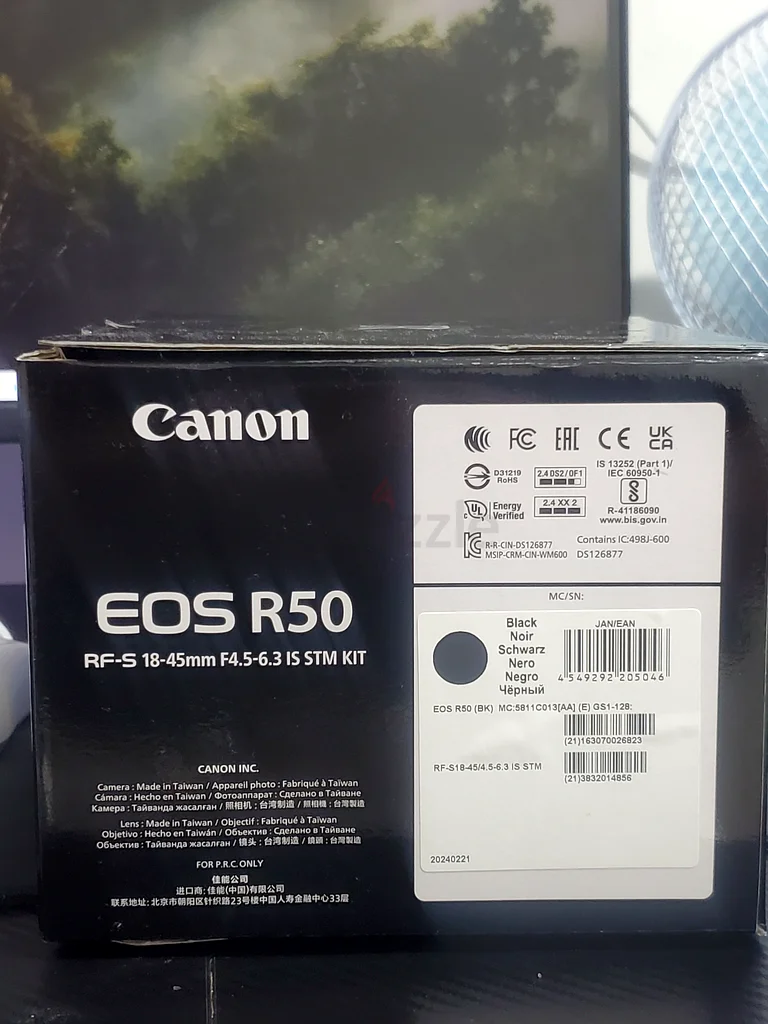 Canon
EOS R50
RF-S 18-45mm F4.5-6.3 IS STM KIT
CANON INC.
Camera : Made in Taiwan / Appareil photo : Fabriqué à Taïwan
Cámara : Hecho en Taiwán / Фотоаппарат : Сделано в Тайване
Камера : Тайванда жасалған / 照相机 : 台湾制造 / 照相機 : 台灣製造
Lens : Made in Taiwan / Objectif : Fabriqué à Taïwan
Objetivo : Hecho en Taiwán / Объектив : Сделано в Тайване
Объектив : Тайванда жасалған / 镜头 : 台湾制造 / 鏡頭 : 台灣製造
FOR P.R.C. ONLY
佳能公司
进口商: 佳能(中国)有限公司
联系地址: 北京市朝阳区针织路23号楼中国人寿金融中心33层
FC EAC CE UK CA
D31219
RoHS
2.4 DS2/OF1
IS 13252 (Part 1)/
IEC 60950-1
UL Energy
Verified
2.4 XX 2
R-41186090
www.bis.gov.in
R-R-CIN-DS126877
MSIP-CRM-CIN-WM600
Contains IC:498J-600
DS126877
MC/SN:
Black
Noir
Schwarz
Nero
Negro
Чёрный
JAN/EAN
4 549292 205046
EOS R50 (BK) MC:5811C013[AA] (E) GS1-128:
(21)163070026823
RF-S18-45/4.5-6.3 IS STM
(21)3832014856
20240221